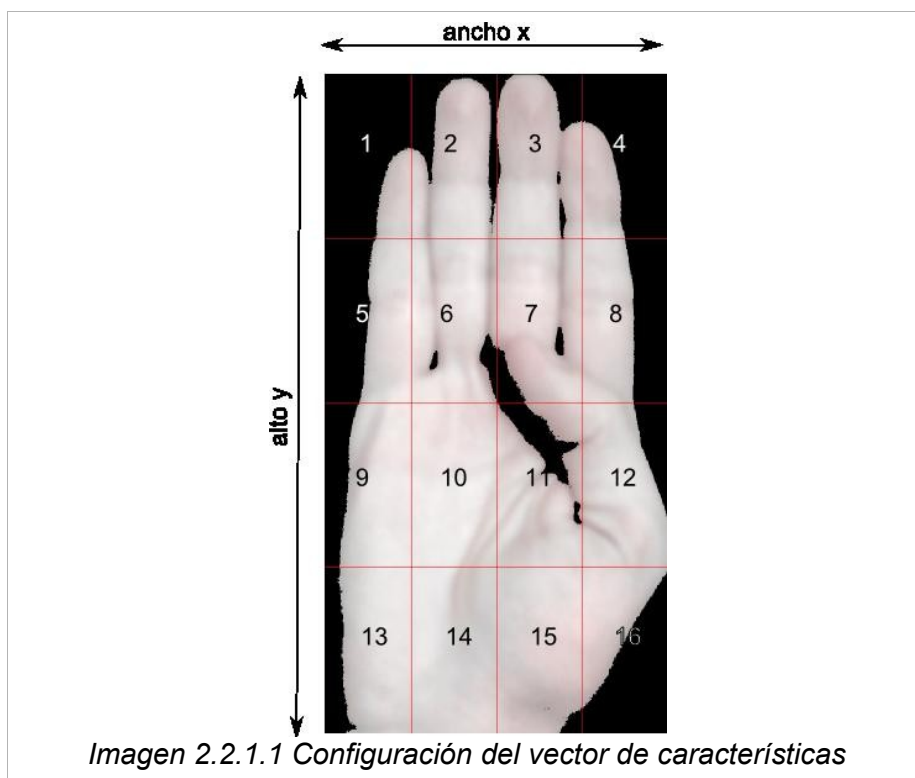 ancho x
1 2 3 4
5 6 7 8
alto y
9 10 11 12
13 14 15 16
Imagen 2.2.1.1 Configuración del vector de características